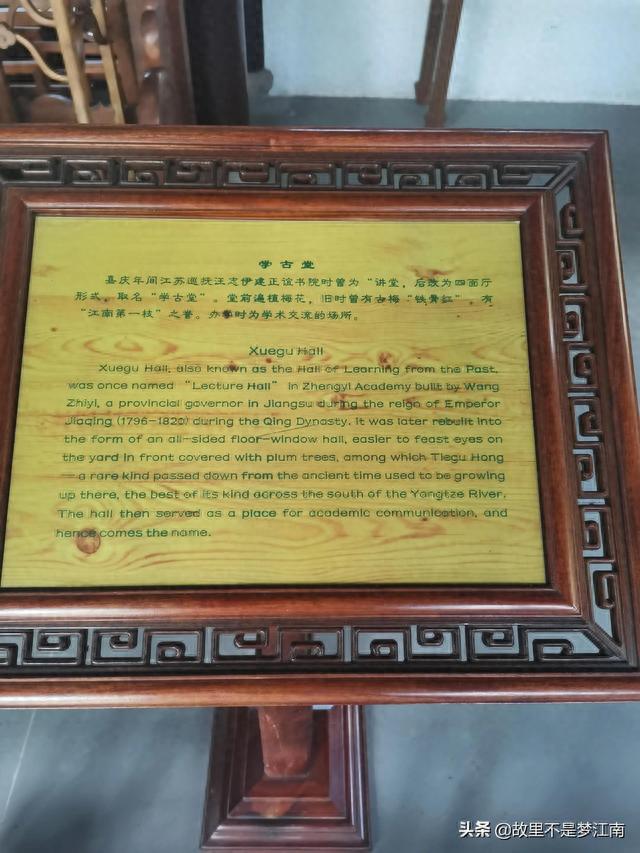 学古堂
嘉庆年间江苏巡抚汪志伊建正谊书院时曾为“讲堂，后改为四面厅
形式，取名“学古堂”。堂前遍植梅花，旧时曾有古梅“铁骨红”，有
“江南第一枝”之誉。办学时为学术交流的场所。
Xuegu Hall
Xuegu Hall, also known as the Hall of Learning from the Past,
was once named “Lecture Hall” in Zhengyi Academy built by Wang
Zhiyi, a provincial governor in Jiangsu during the reign of Emperor
Jiaqing (1796-1820) during the Qing Dynasty. It was later rebuilt into
the form of an all-sided floor-window hall, easier to feast eyes on
the yard in front covered with plum trees, among which Tiegu Hong
—a rare kind passed down from the ancient time used to be growing
up there, the best of its kind across the south of the Yangtze River.
The hall then served as a place for academic communication, and
hence comes the name.
头条 @故里不是梦江南